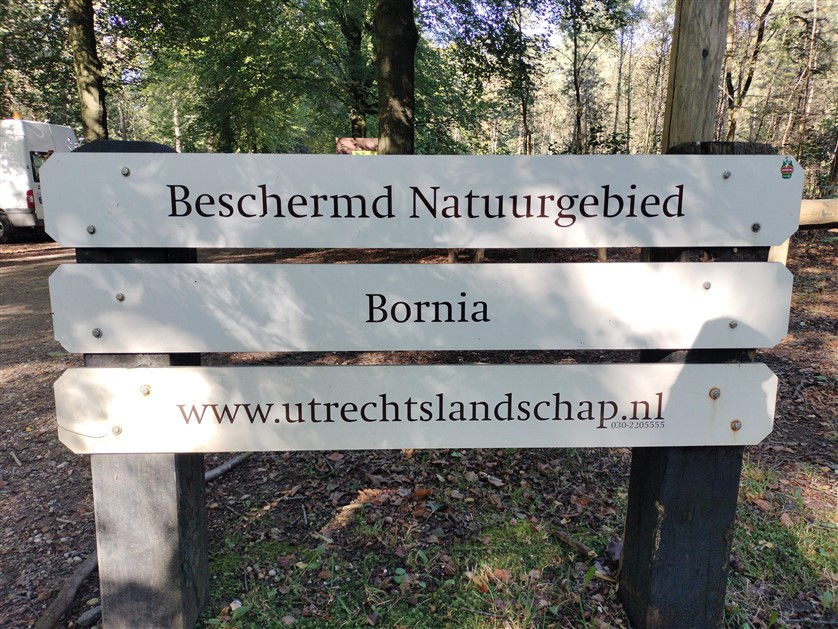 Beschermd Natuurgebied
Bornia
www.utrechtslandschap.nl
030-2205555